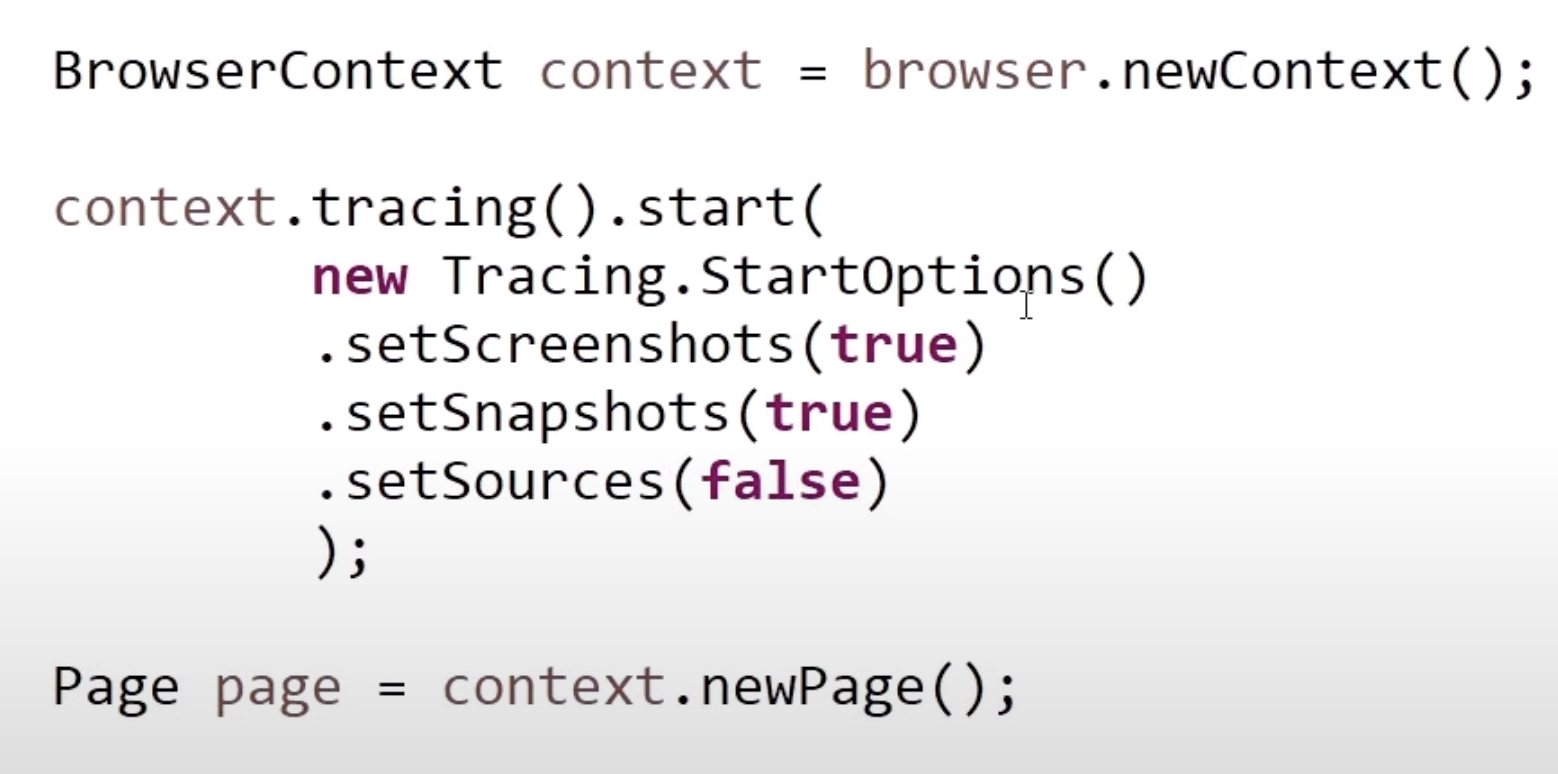 BrowserContext context = browser.newContext();
context.tracing().start(
new Tracing.StartOptions()
.setScreenshots(true)
.setSnapshots(true)
.setSources(false)
);
Page page = context.newPage();